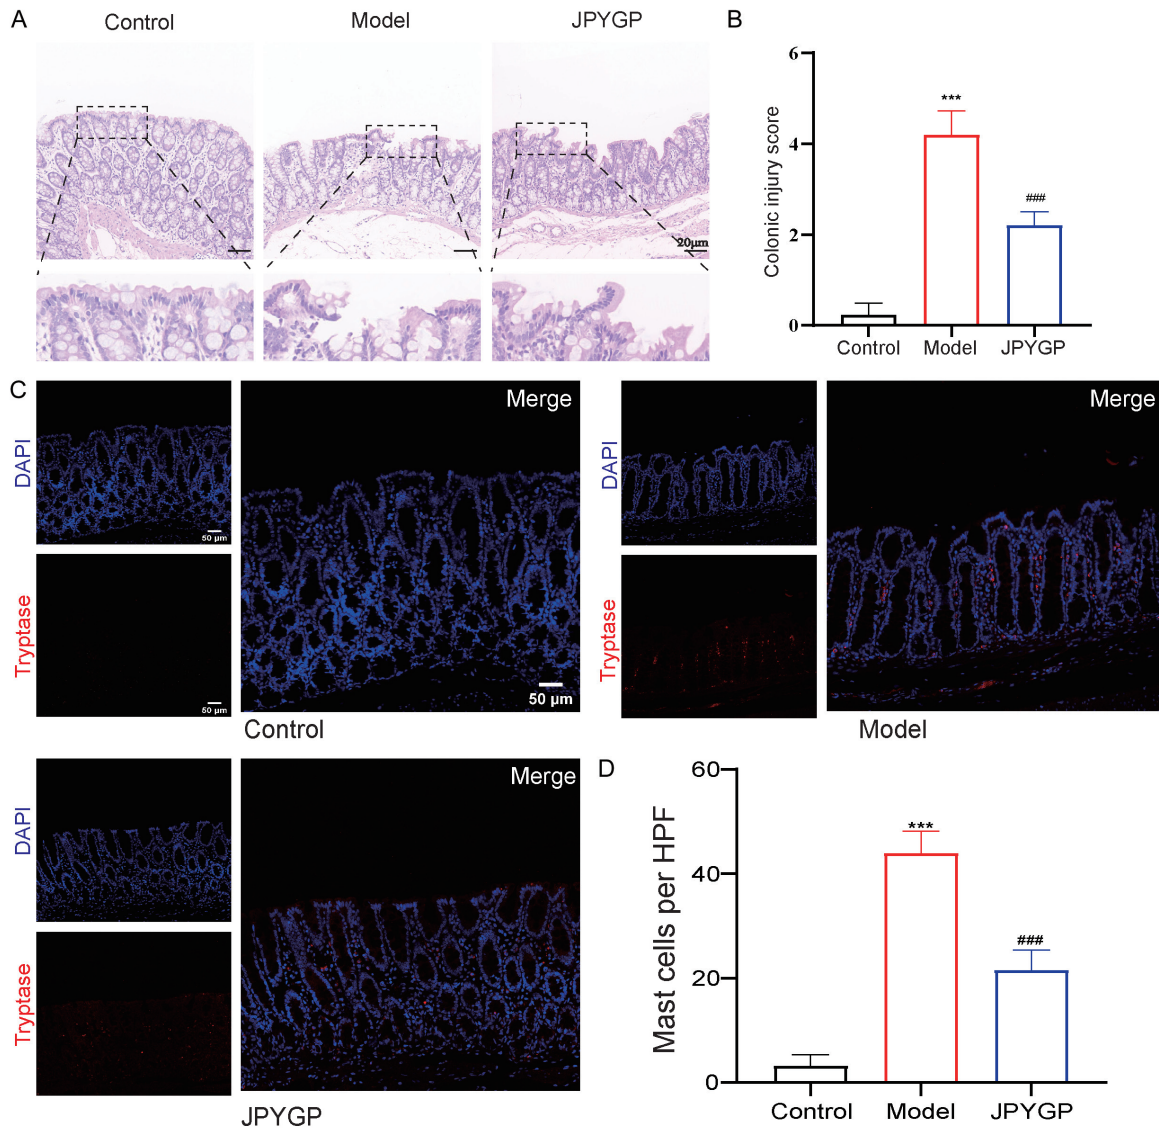 A
Control
Model
JPYGP
20μm
B
6
4
2
0
Colonic injury score
***
###
Control
Model
JPYGP
C
DAPI
50 μm
Tryptase
50 μm
Merge
50 μm
Control
DAPI
Tryptase
Merge
Model
DAPI
Tryptase
Merge
JPYGP
D
60
40
20
0
Mast cells per HPF
***
###
Control
Model
JPYGP